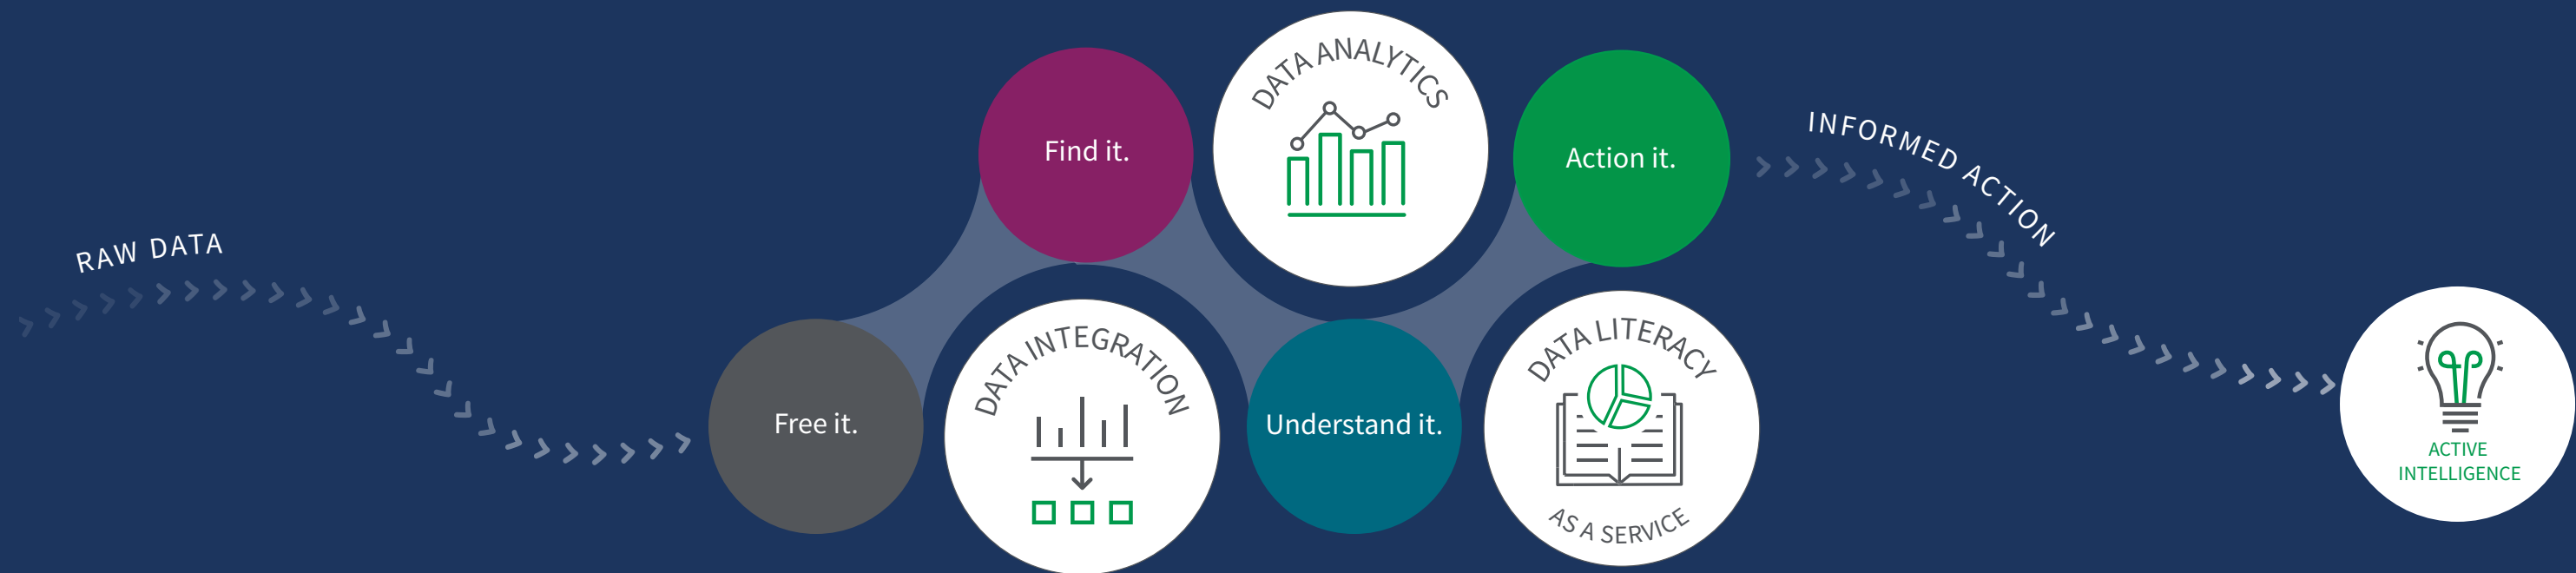 RAW DATA
Free it.
Find it.
DATA INTEGRATION
DATA ANALYTICS
Understand it.
Action it.
DATA LITERACY
AS A SERVICE
INFORMED ACTION
ACTIVE
INTELLIGENCE